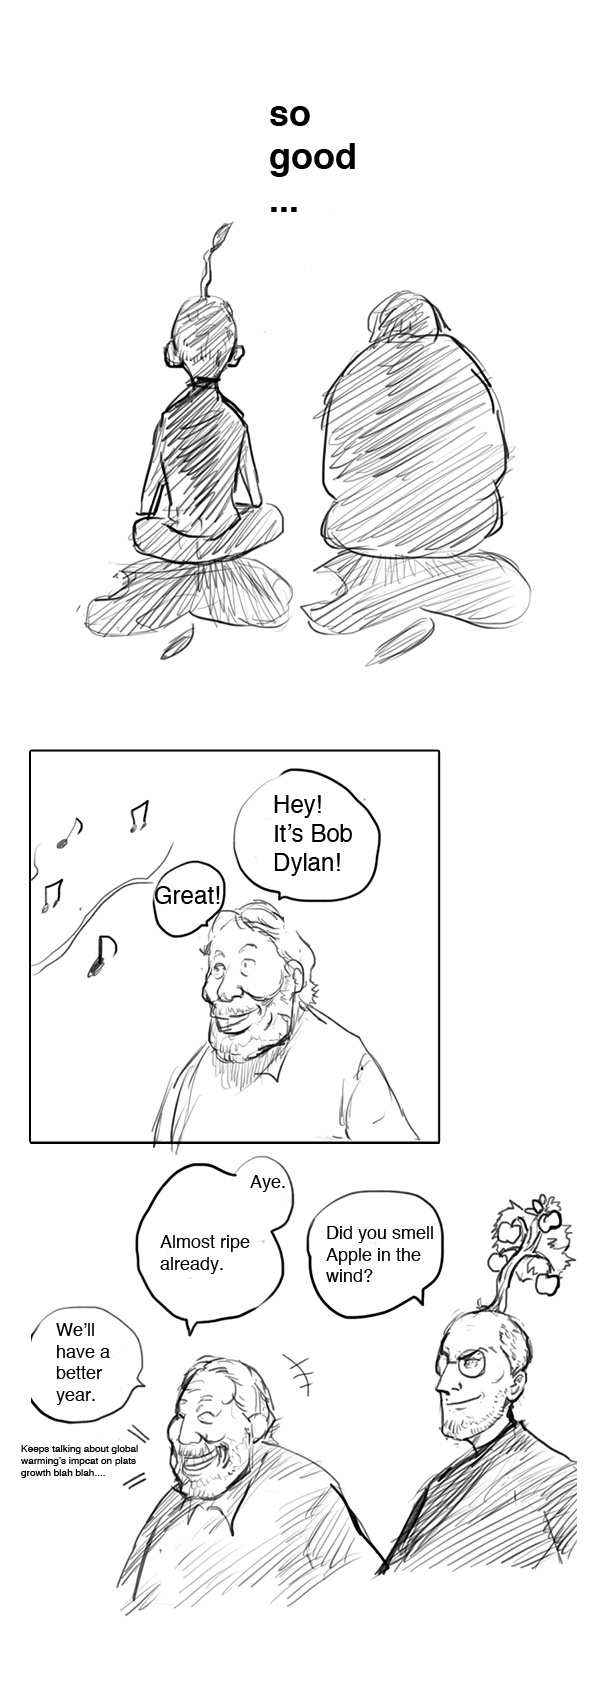 so
good
...
Hey!
It's Bob
Dylan!
Great!
Aye.
Almost ripe
already.
Did you smell
Apple in the
wind?
We'll
have a
better
year.
Keeps talking about global
warming's impcat on plats
growth blah blah....